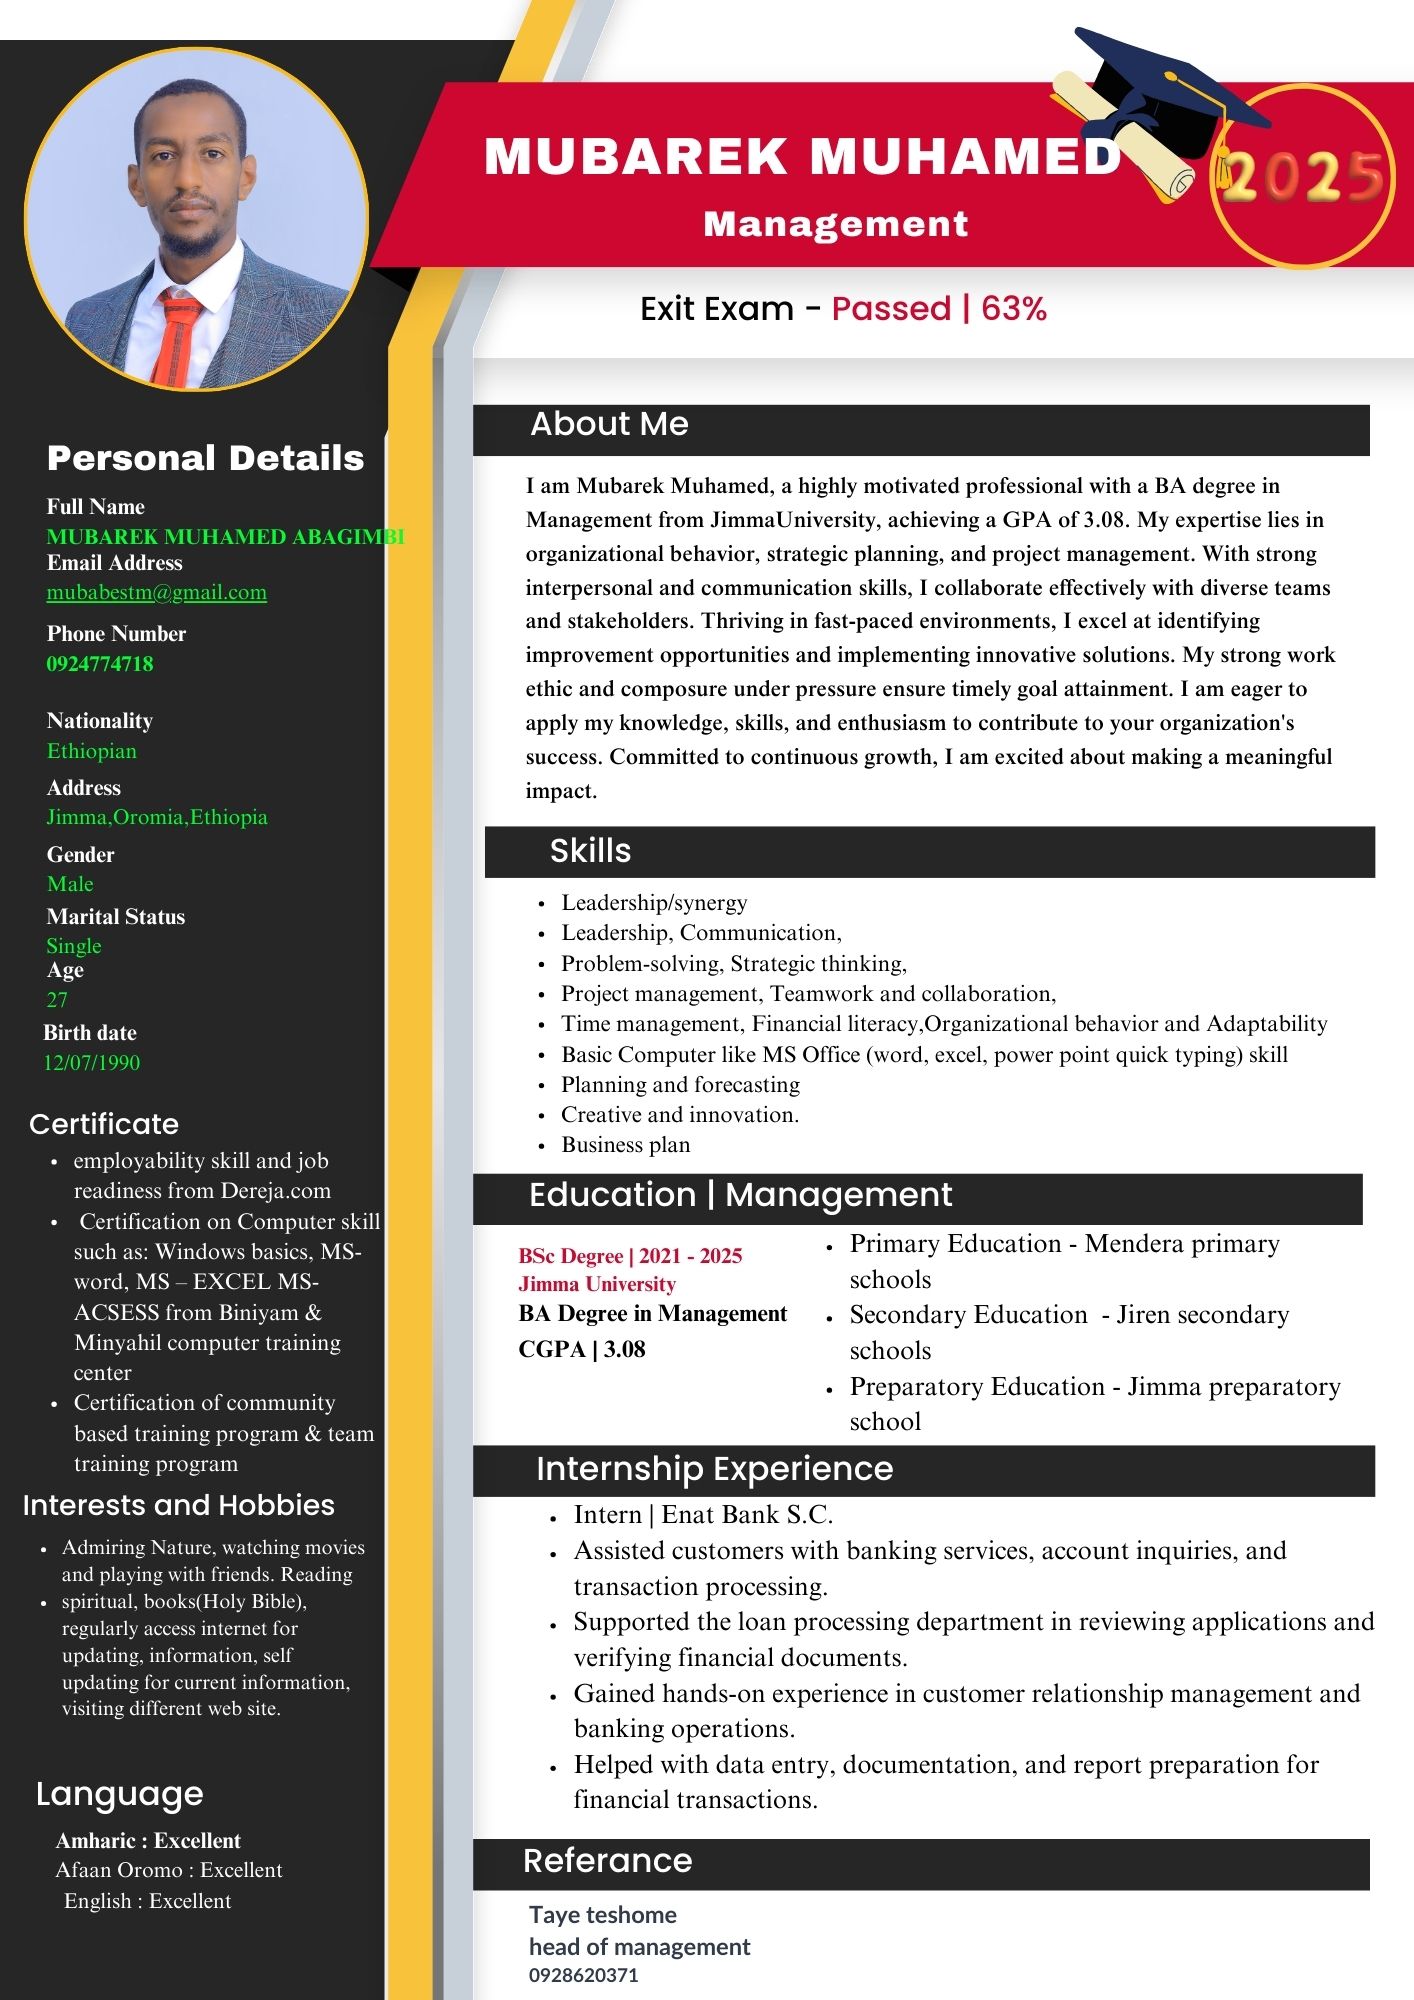 MUBAREK MUHAMED
2025
Management
Exit Exam - Passed | 63%
Personal Details
Full Name
MUBAREK MUHAMED ABAGIMBI
Email Address
mubabestm@gmail.com
Phone Number
0924774718
Nationality
Ethiopian
Address
Jimma,Oromia,Ethiopia
Gender
Male
Marital Status
Single
Age
27
Birth date
12/07/1990
Certificate
• employability skill and job
readiness from Dereja.com
• Certification on Computer skill
such as: Windows basics, MS-
word, MS – EXCEL MS-
ACSESS from Biniyam &
Minyahil computer training
center
• Certification of community
based training program & team
training program
Interests and Hobbies
• Admiring Nature, watching movies
and playing with friends. Reading
• spiritual, books(Holy Bible),
regularly access internet for
updating, information, self
updating for current information,
visiting different web site.
Language
Amharic : Excellent
Afaan Oromo : Excellent
English : Excellent
About Me
I am Mubarek Muhamed, a highly motivated professional with a BA degree in
Management from JimmaUniversity, achieving a GPA of 3.08. My expertise lies in
organizational behavior, strategic planning, and project management. With strong
interpersonal and communication skills, I collaborate effectively with diverse teams
and stakeholders. Thriving in fast-paced environments, I excel at identifying
improvement opportunities and implementing innovative solutions. My strong work
ethic and composure under pressure ensure timely goal attainment. I am eager to
apply my knowledge, skills, and enthusiasm to contribute to your organization's
success. Committed to continuous growth, I am excited about making a meaningful
impact.
Skills
• Leadership/synergy
• Leadership, Communication,
• Problem-solving, Strategic thinking,
• Project management, Teamwork and collaboration,
• Time management, Financial literacy,Organizational behavior and Adaptability
• Basic Computer like MS Office (word, excel, power point quick typing) skill
• Planning and forecasting
• Creative and innovation.
• Business plan
Education | Management
BSc Degree | 2021 - 2025
Jimma University
BA Degree in Management
CGPA | 3.08
• Primary Education - Mendera primary
schools
• Secondary Education - Jiren secondary
schools
• Preparatory Education - Jimma preparatory
school
Internship Experience
• Intern | Enat Bank S.C.
• Assisted customers with banking services, account inquiries, and
transaction processing.
• Supported the loan processing department in reviewing applications and
verifying financial documents.
• Gained hands-on experience in customer relationship management and
banking operations.
• Helped with data entry, documentation, and report preparation for
financial transactions.
Referance
Taye teshome
head of management
0928620371